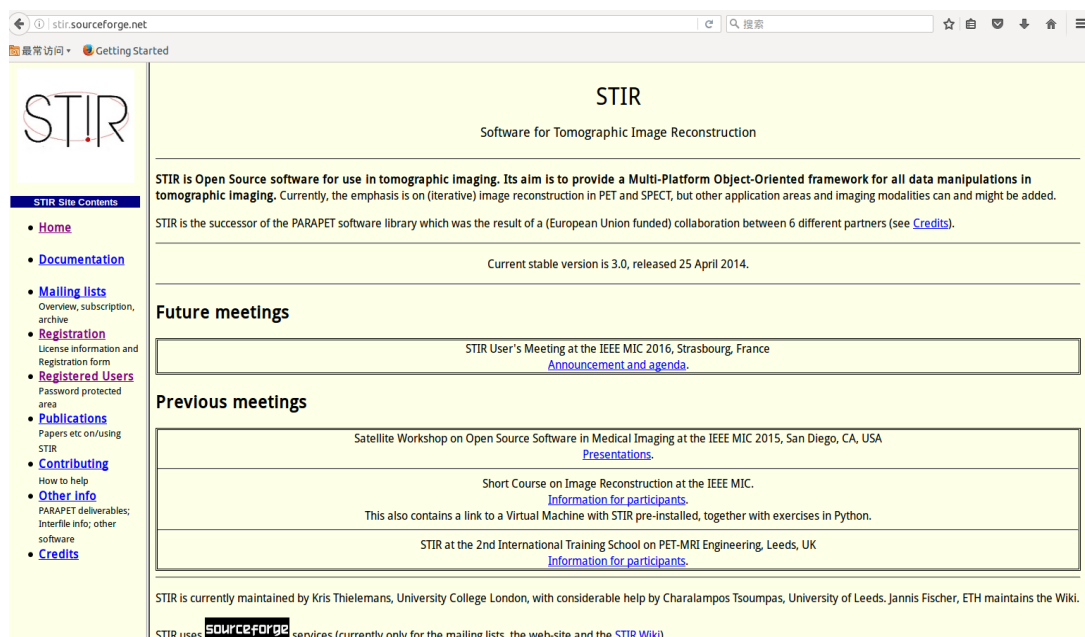 stir.sourceforge.net
搜索
最常访问
Getting Started
STIR
STIR Site Contents
Home
Documentation
Mailing lists
Overview, subscription,
archive
Registration
License information and
Registration form
Registered Users
Password protected
area
Publications
Papers etc on/using
STIR
Contributing
How to help
Other info
PARAPET deliverables;
Interfile info; other
software
Credits
STIR
Software for Tomographic Image Reconstruction
STIR is Open Source software for use in tomographic imaging. Its aim is to provide a Multi-Platform Object-Oriented framework for all data manipulations in
tomographic imaging. Currently, the emphasis is on (iterative) image reconstruction in PET and SPECT, but other application areas and imaging modalities can and might be added.
STIR is the successor of the PARAPET software library which was the result of a (European Union funded) collaboration between 6 different partners (see Credits).
Current stable version is 3.0, released 25 April 2014.
Future meetings
STIR User's Meeting at the IEEE MIC 2016, Strasbourg, France
Announcement and agenda.
Previous meetings
Satellite Workshop on Open Source Software in Medical Imaging at the IEEE MIC 2015, San Diego, CA, USA
Presentations.
Short Course on Image Reconstruction at the IEEE MIC.
Information for participants.
This also contains a link to a Virtual Machine with STIR pre-installed, together with exercises in Python.
STIR at the 2nd International Training School on PET-MRI Engineering, Leeds, UK
Information for participants.
STIR is currently maintained by Kris Thielemans, University College London, with considerable help by Charalampos Tsoumpas, University of Leeds. Jannis Fischer, ETH maintains the Wiki.
STIR uses sourceforge services (currently only for the mailing lists, the web-site and the STIR Wiki)